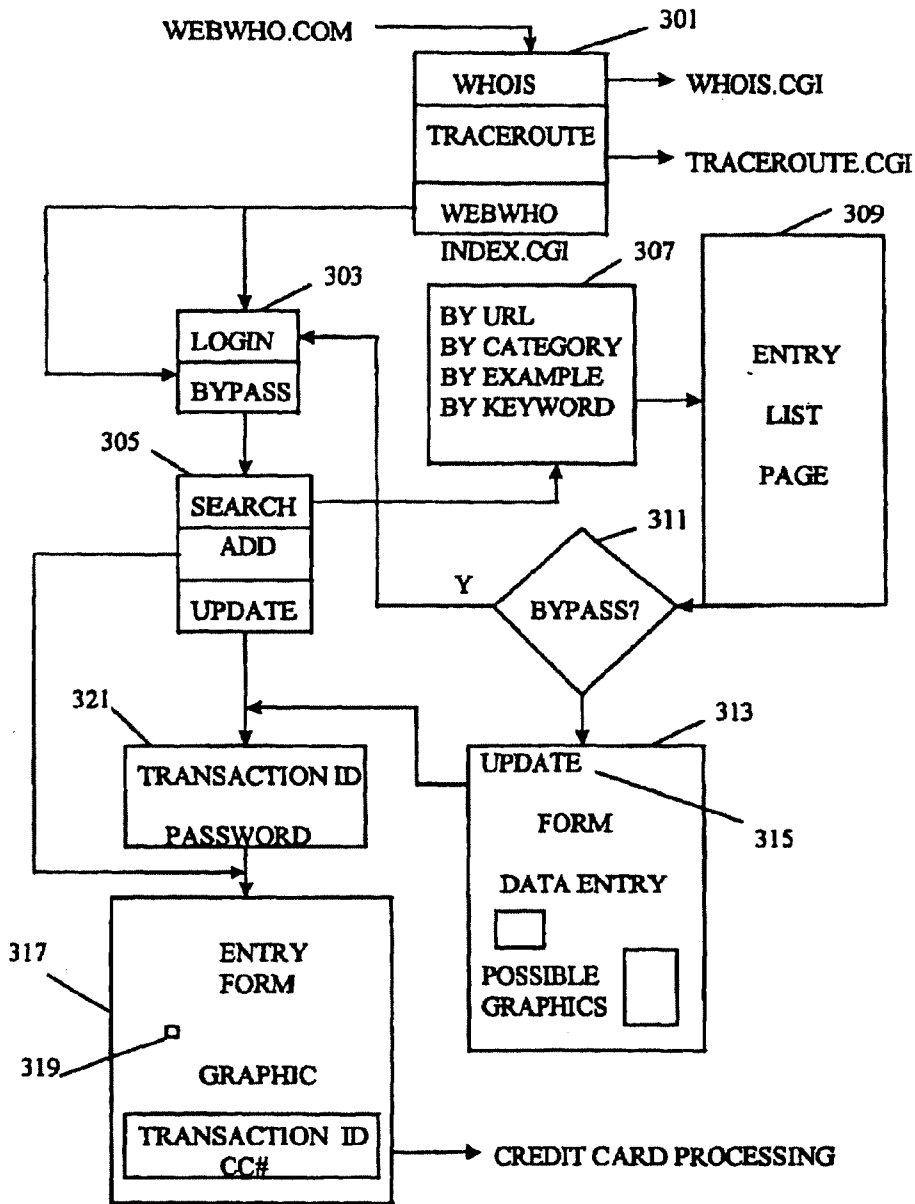 WEBWHO.COM
301
WHOIS
WHOIS.CGI
TRACEROUTE
TRACEROUTE.CGI
WEBWHO
INDEX.CGI
309
307
303
BY URL
BY CATEGORY
BY EXAMPLE
BY KEYWORD
LOGIN
BYPASS
ENTRY
LIST
PAGE
305
SEARCH
ADD
UPDATE
311
Y
BYPASS?
321
TRANSACTION ID
PASSWORD
313
UPDATE
315
FORM
DATA ENTRY
POSSIBLE
GRAPHICS
317
ENTRY
FORM
319
GRAPHIC
TRANSACTION ID
CC#
CREDIT CARD PROCESSING